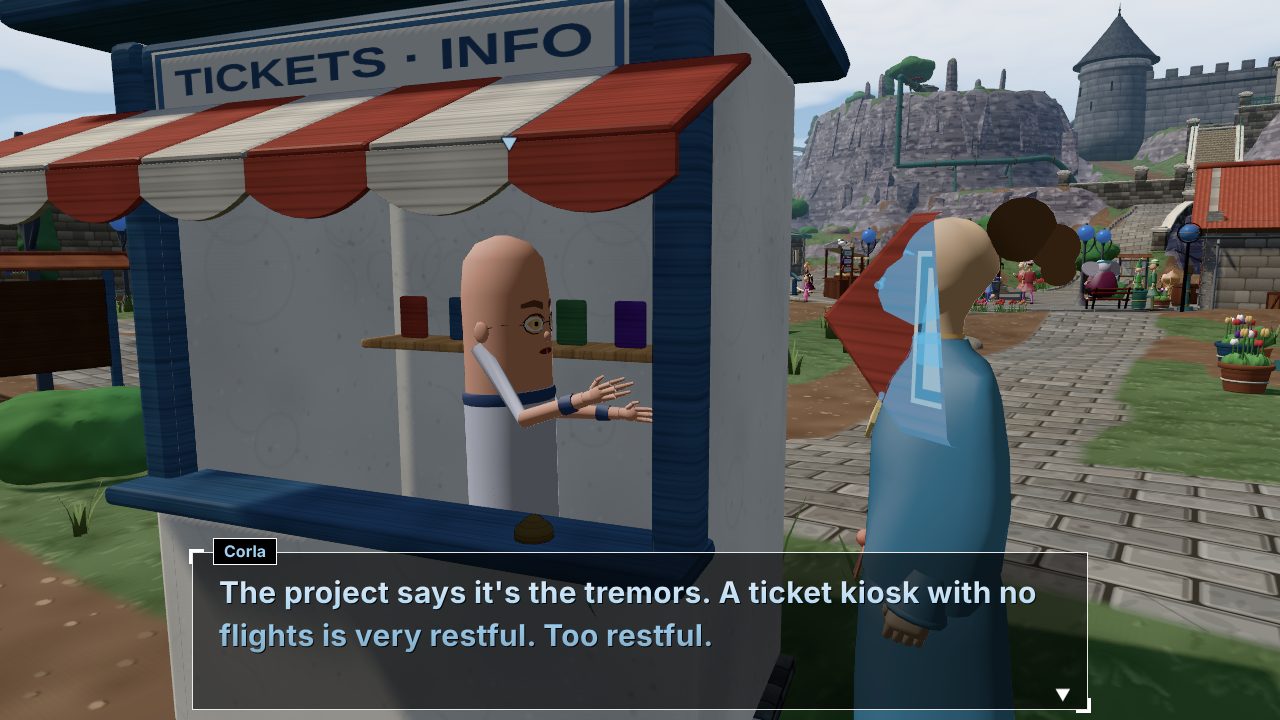 TICKETS · INFO
Corla
The project says it's the tremors. A ticket kiosk with no
flights is very restful. Too restful.